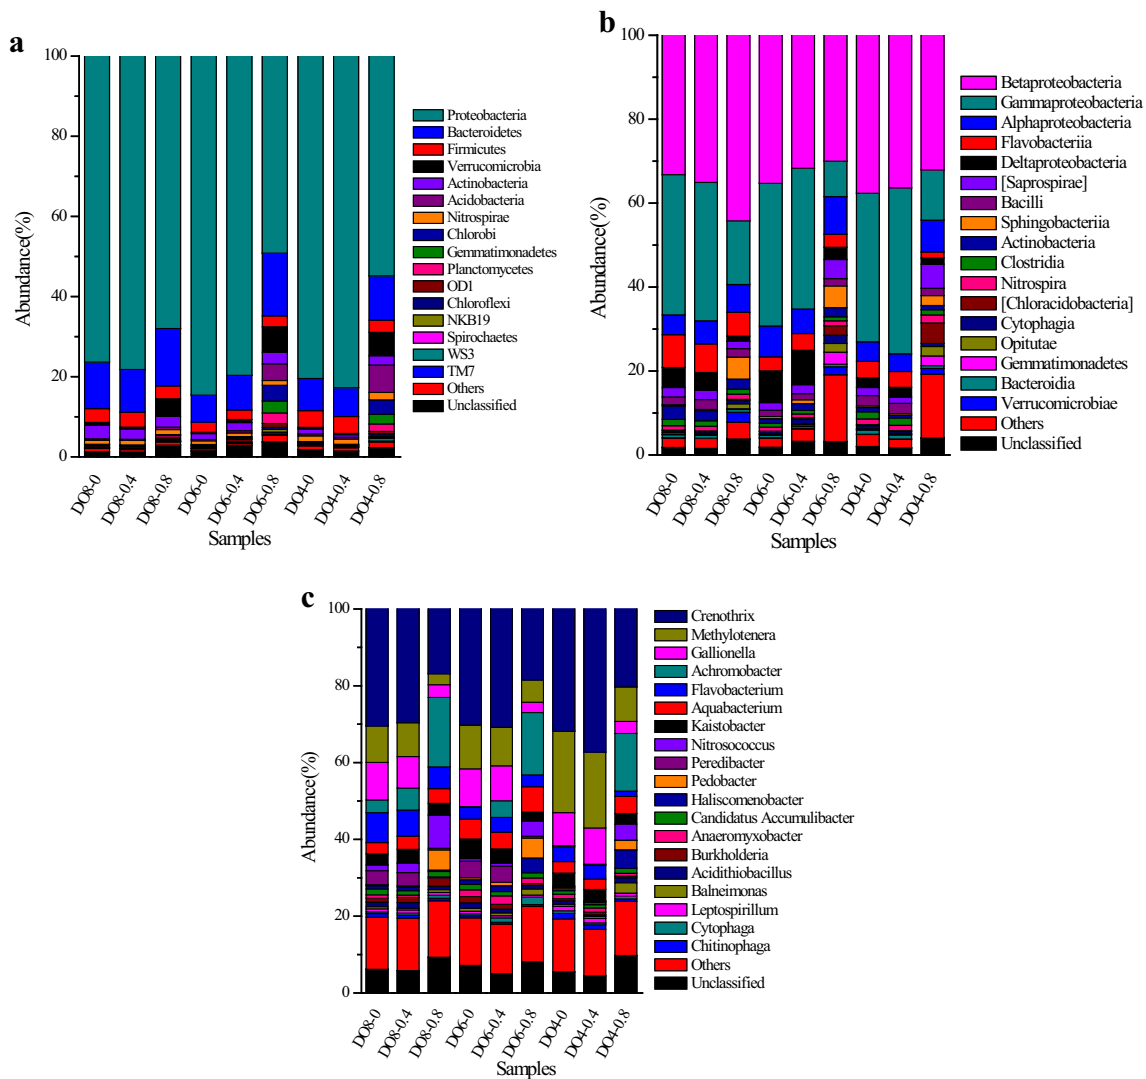 a
Abundance(%)
100
80
60
40
20
0
DO8-0
DO8-0.4
DO8-0.8
DO6-0
DO6-0.4
DO6-0.8
DO4-0
DO4-0.4
DO4-0.8
Samples
Proteobacteria
Bacteroidetes
Firmicutes
Verrucomicrobia
Actinobacteria
Acidobacteria
Nitrospirae
Chlorobi
Gemmatimonadetes
Planctomycetes
OD1
Chloroflexi
NKB19
Spirochaetes
WS3
TM7
Others
Unclassified
b
Abundance(%)
100
80
60
40
20
0
DO8-0
DO8-0.4
DO8-0.8
DO6-0
DO6-0.4
DO6-0.8
DO4-0
DO4-0.4
DO4-0.8
Samples
Betaproteobacteria
Gammaproteobacteria
Alphaproteobacteria
Flavobacteriia
Deltaproteobacteria
[Saprospirae]
Bacilli
Sphingobacteriia
Actinobacteria
Clostridia
Nitrospira
[Chloracidobacteria]
Cytophagia
Opitutae
Gemmatimonadetes
Bacteroidia
Verrucomicrobiae
Others
Unclassified
c
Abundance(%)
100
80
60
40
20
0
DO8-0
DO8-0.4
DO8-0.8
DO6-0
DO6-0.4
DO6-0.8
DO4-0
DO4-0.4
DO4-0.8
Samples
Crenothrix
Methylotenera
Gallionella
Achromobacter
Flavobacterium
Aquabacterium
Kaistobacter
Nitrosococcus
Peredibacter
Pedobacter
Haliscomenobacter
Candidatus Accumulibacter
Anaeromyxobacter
Burkholderia
Acidithiobacillus
Balneimonas
Leptospirillum
Cytophaga
Chitinophaga
Others
Unclassified